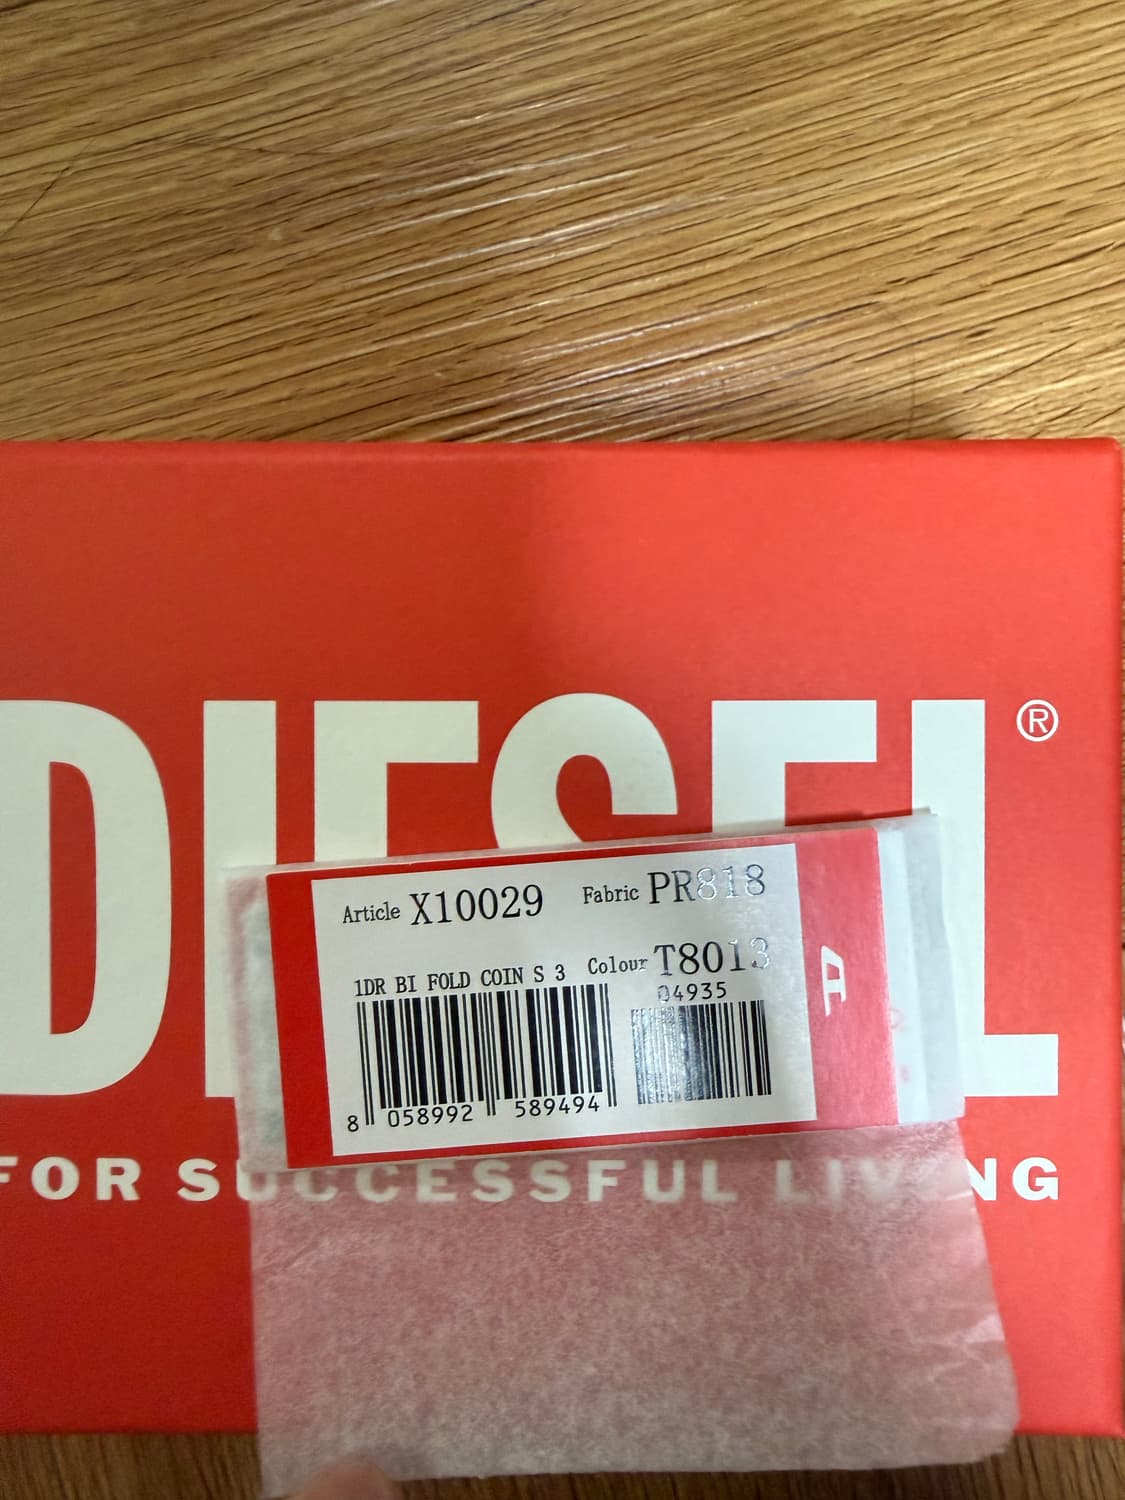 DIESEL®
Article X10029 Fabric PR818
1DR BI FOLD COIN S 3 Colour T8013
04935
8 058992 589494
A
FOR SUCCESSFUL LIVING